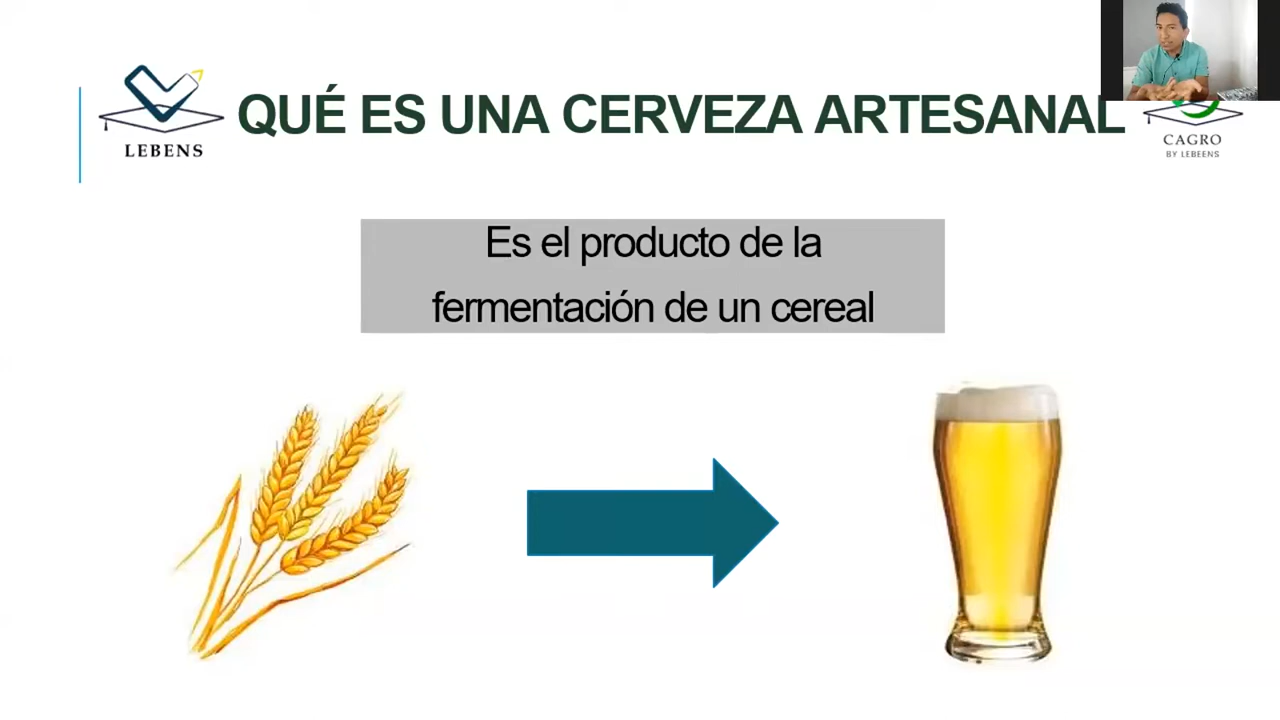 QUÉ ES UNA CERVEZA ARTESANAL
LEBENS
CAGRO
BY LEBEENS
Es el producto de la
fermentación de un cereal